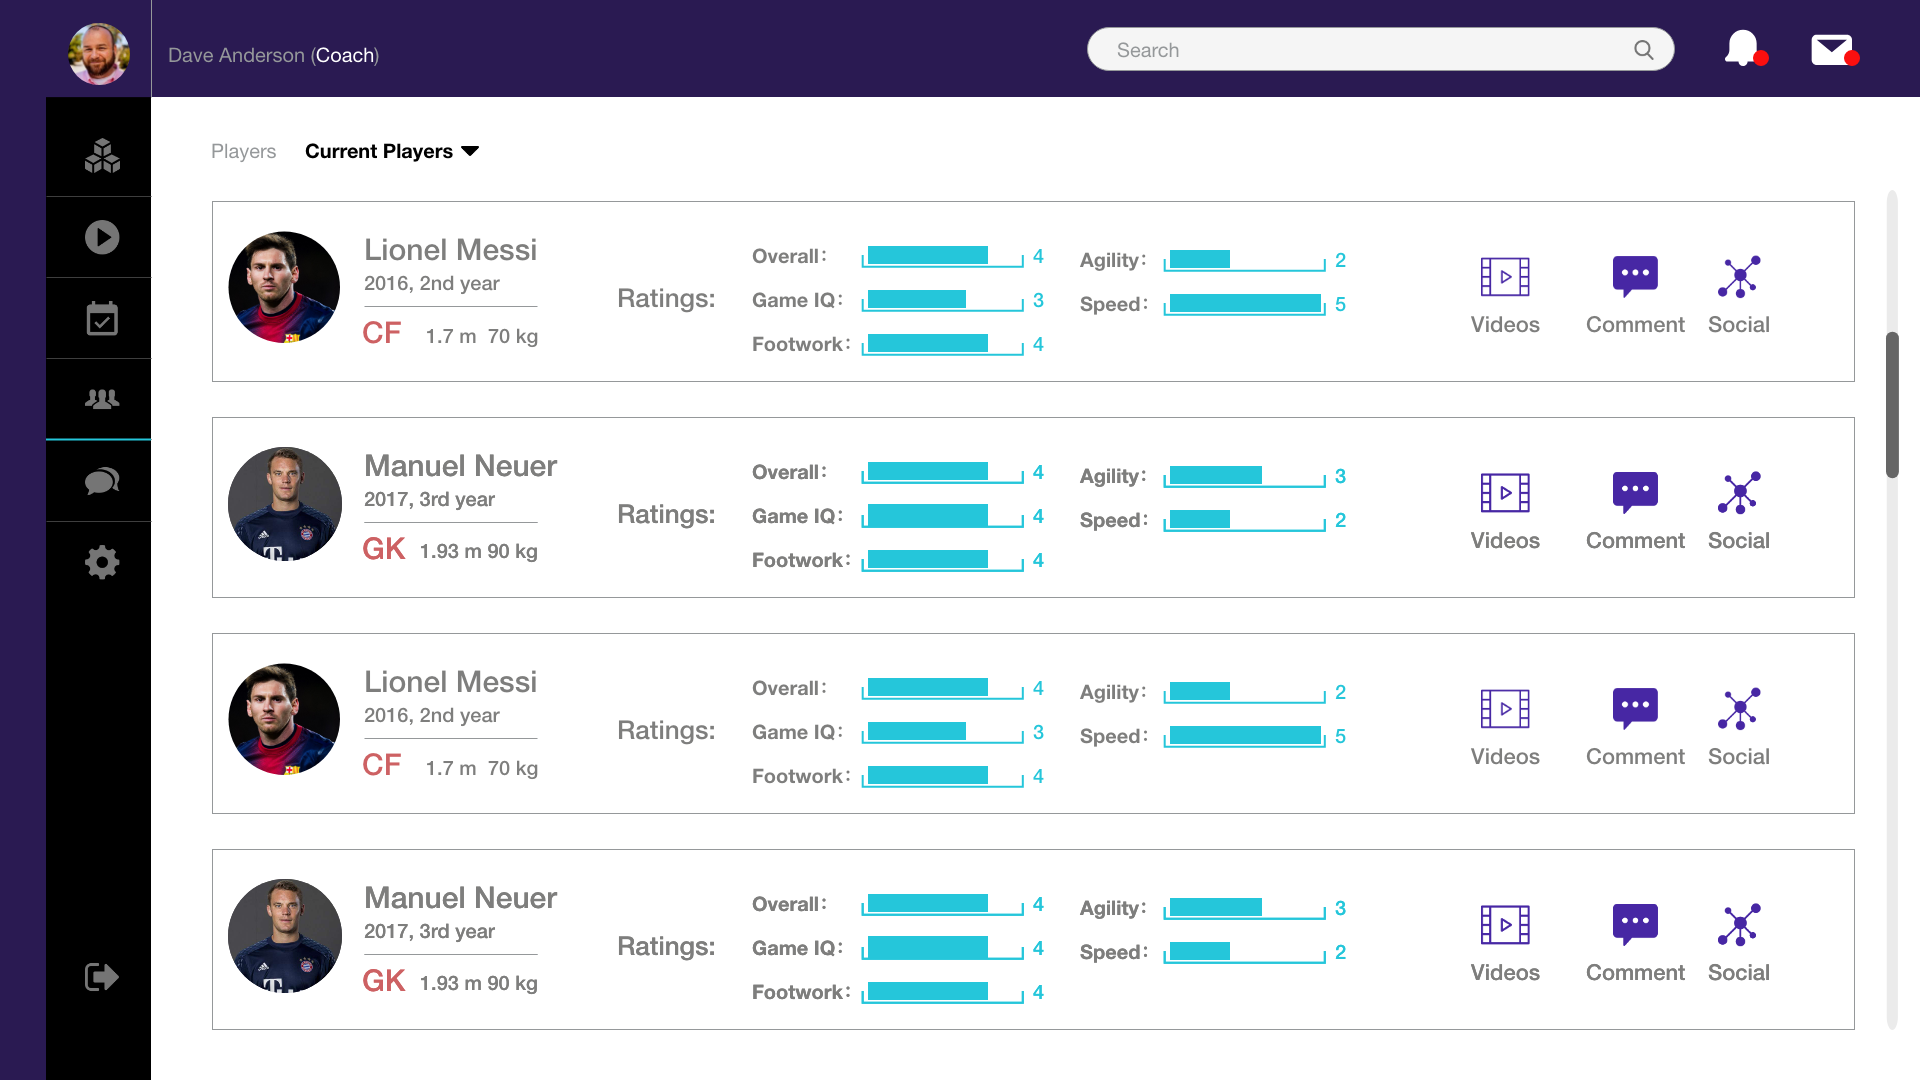 Dave Anderson (Coach)
Search
Players Current Players
Lionel Messi
2016, 2nd year
CF 1.7 m 70 kg
Ratings:
Overall: 4
Game IQ: 3
Footwork: 4
Agility: 2
Speed: 5
Videos Comment Social
Manuel Neuer
2017, 3rd year
GK 1.93 m 90 kg
Ratings:
Overall: 4
Game IQ: 4
Footwork: 4
Agility: 3
Speed: 2
Videos Comment Social
Lionel Messi
2016, 2nd year
CF 1.7 m 70 kg
Ratings:
Overall: 4
Game IQ: 3
Footwork: 4
Agility: 2
Speed: 5
Videos Comment Social
Manuel Neuer
2017, 3rd year
GK 1.93 m 90 kg
Ratings:
Overall: 4
Game IQ: 4
Footwork: 4
Agility: 3
Speed: 2
Videos Comment Social